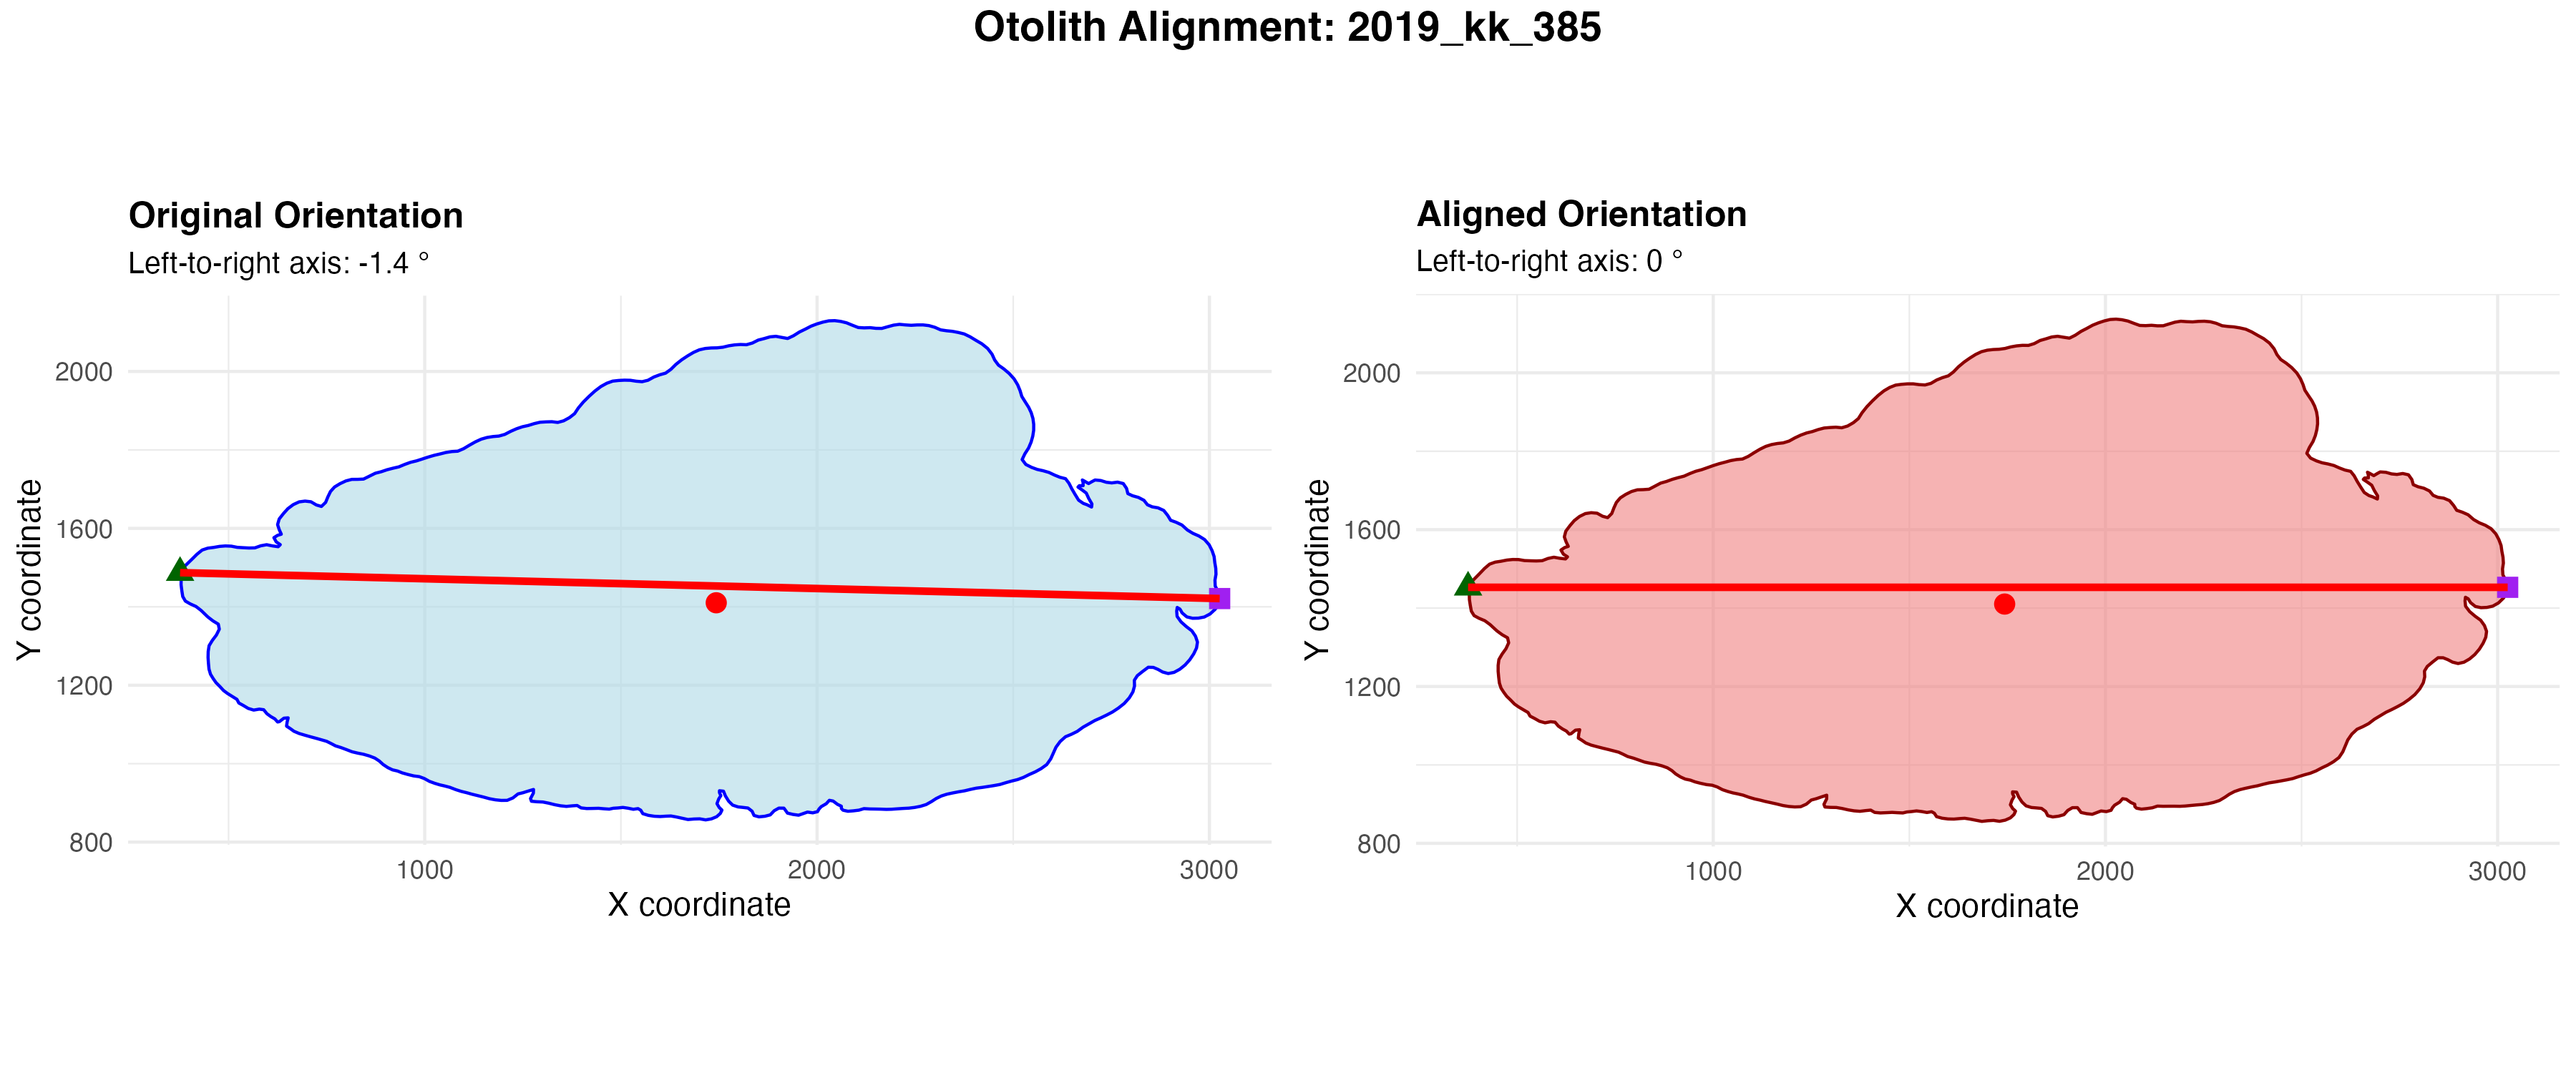 Otolith Alignment: 2019_kk_385
Original Orientation
Left-to-right axis: -1.4 °
2000
1600
1200
800
Y coordinate
1000 2000 3000
X coordinate
Aligned Orientation
Left-to-right axis: 0 °
2000
1600
1200
800
Y coordinate
1000 2000 3000
X coordinate